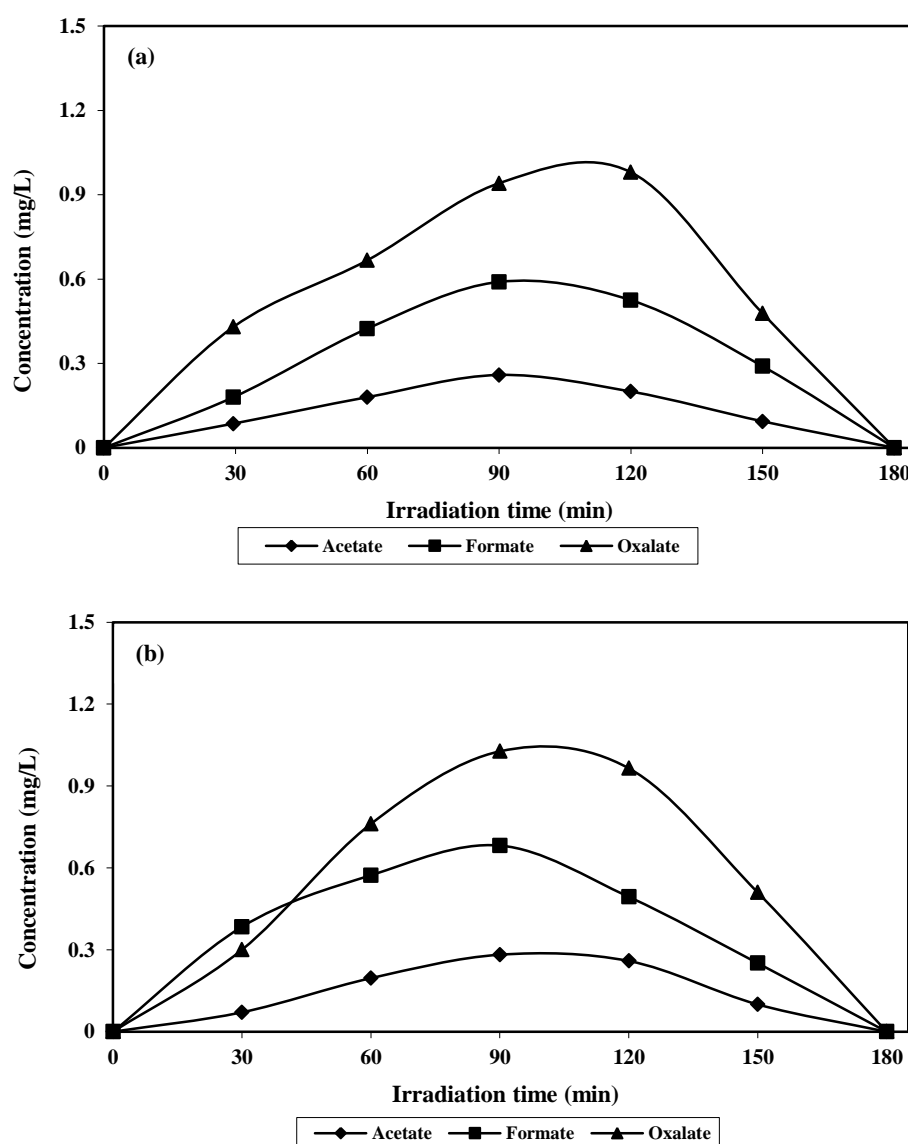 (a)
Concentration (mg/L)
1.5
1.2
0.9
0.6
0.3
0
0 30 60 90 120 150 180
Irradiation time (min)
Acetate Formate Oxalate
(b)
Concentration (mg/L)
1.5
1.2
0.9
0.6
0.3
0
0 30 60 90 120 150 180
Irradiation time (min)
Acetate Formate Oxalate